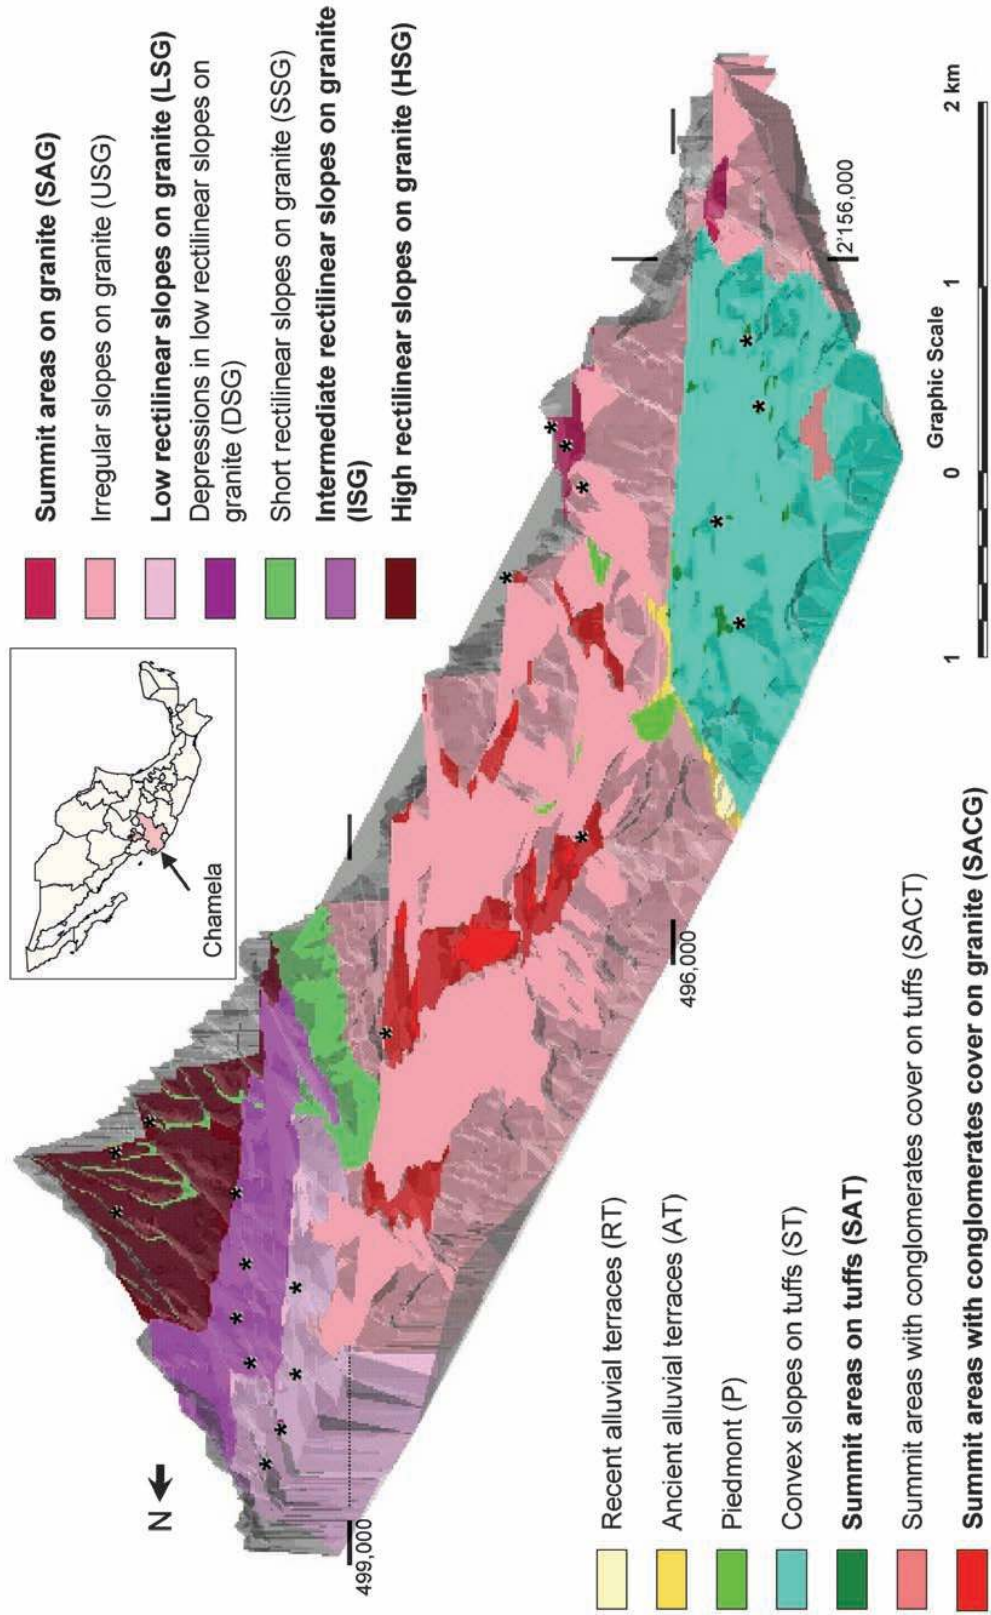 Summit areas on granite (SAG)
Irregular slopes on granite (USG)
Low rectilinear slopes on granite (LSG)
Depressions in low rectilinear slopes on
granite (DSG)
Short rectilinear slopes on granite (SSG)
Intermediate rectilinear slopes on granite
(ISG)
High rectilinear slopes on granite (HSG)
Chamela
N
499,000
496,000
2'156,000
Recent alluvial terraces (RT)
Ancient alluvial terraces (AT)
Piedmont (P)
Convex slopes on tuffs (ST)
Summit areas on tuffs (SAT)
Summit areas with conglomerates cover on tuffs (SACT)
Summit areas with conglomerates cover on granite (SACG)
Graphic Scale
1 0 1 2 km